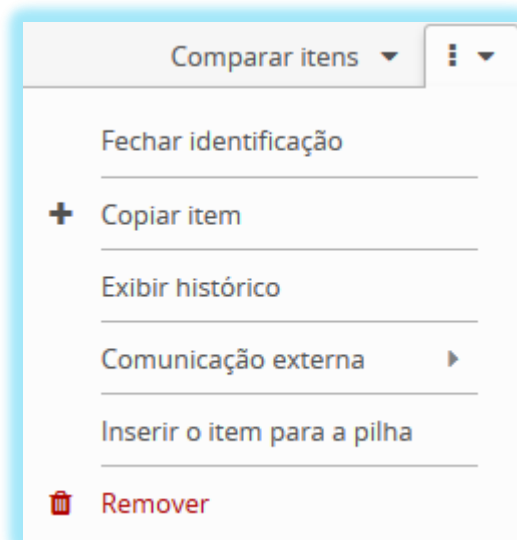 Comparar itens
Fechar identificação
Copiar item
Exibir histórico
Comunicação externa
Inserir o item para a pilha
Remover